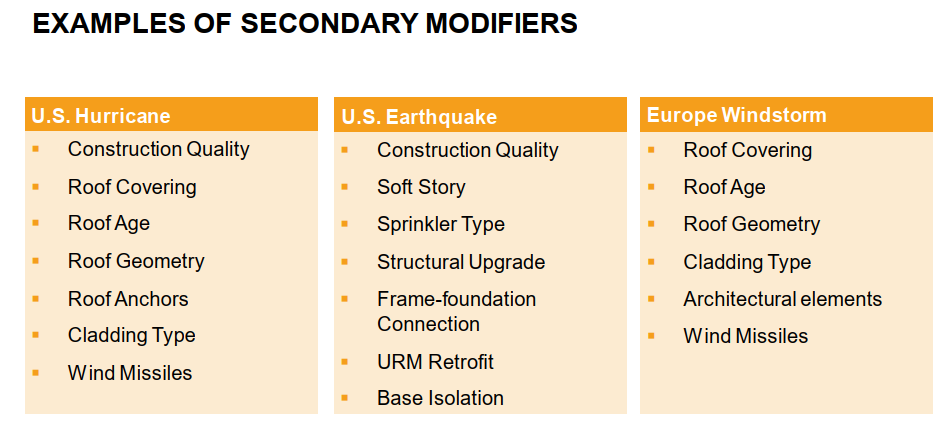 EXAMPLES OF SECONDARY MODIFIERS
U.S. Hurricane
Construction Quality
Roof Covering
Roof Age
Roof Geometry
Roof Anchors
Cladding Type
Wind Missiles
U.S. Earthquake
Construction Quality
Soft Story
Sprinkler Type
Structural Upgrade
Frame-foundation
Connection
URM Retrofit
Base Isolation
Europe Windstorm
Roof Covering
Roof Age
Roof Geometry
Cladding Type
Architectural elements
Wind Missiles